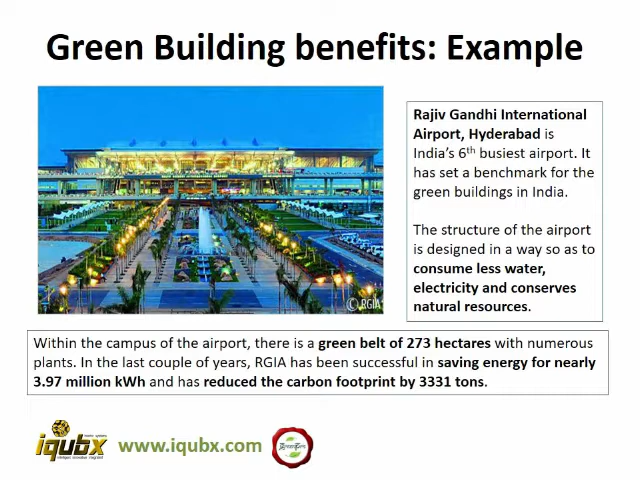 Green Building benefits: Example
Rajiv Gandhi International
Airport, Hyderabad is
India's 6th busiest airport. It
has set a benchmark for the
green buildings in India.
The structure of the airport
is designed in a way so as to
consume less water,
electricity and conserves
natural resources.
© RGIA
Within the campus of the airport, there is a green belt of 273 hectares with numerous
plants. In the last couple of years, RGIA has been successful in saving energy for nearly
3.97 million kWh and has reduced the carbon footprint by 3331 tons.
iqubx
www.iqubx.com